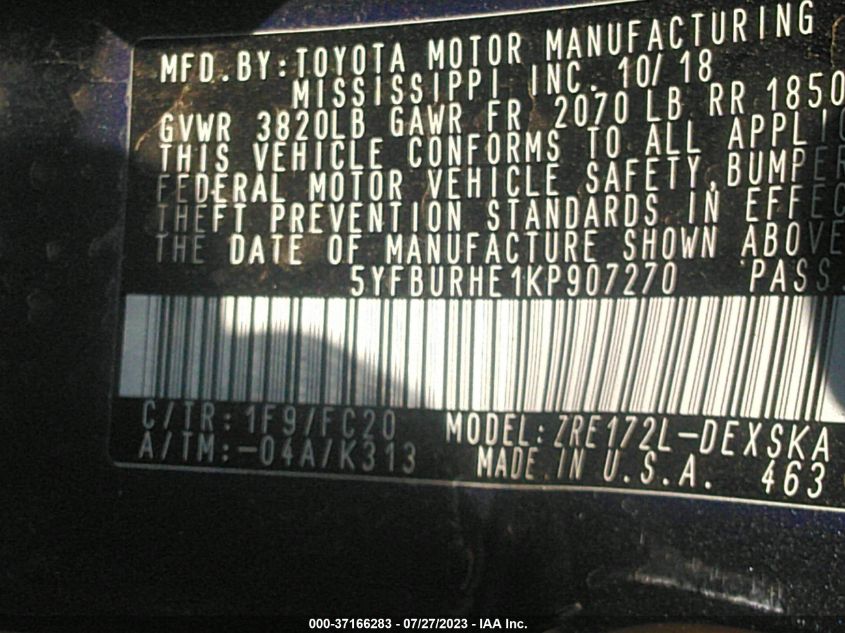 MFD.BY:TOYOTA MOTOR MANUFACTURING
MISSISSIPPI INC. 10/18
GVWR 3820LB GAWR FR 2070 LB RR 1850
THIS VEHICLE CONFORMS TO ALL APPLIC
FEDERAL MOTOR VEHICLE SAFETY, BUMPER
THEFT PREVENTION STANDARDS IN EFFEC
THE DATE OF MANUFACTURE SHOWN ABOVE
5YFBURHE1KP907270 PASS.
C/TR: 1F9/FC20 MODEL: ZRE172L-DEXSKA
A/TM:-04A/K313 MADE IN U.S.A. 463
000-37166283 - 07/27/2023 - IAA Inc.